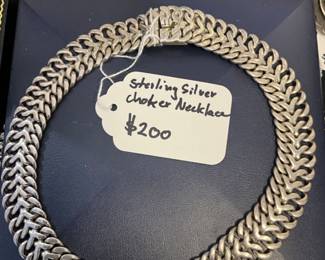 Sterling Silver
Choker Necklace
$200